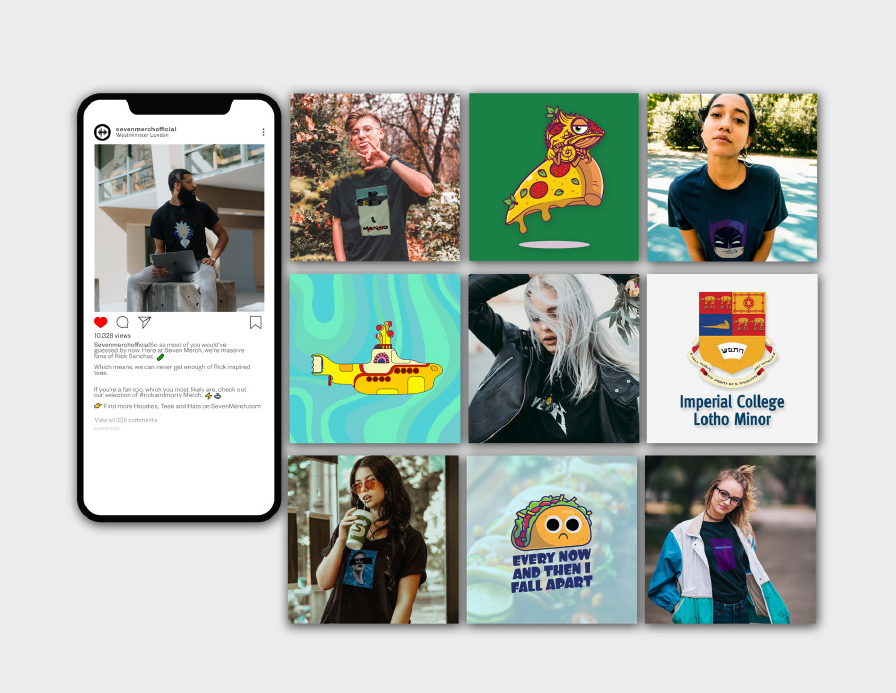 sevenmerchofficial
Westminister London
10,328 views
SevenmerchofficialSo as most of you would've
guessed by now. Here at Seven Merch, we're massive
fans of Rick Sanchez.
Which means, we can never get enough of Rick inspired
tees.
If you're a fan too, which you most likely are, check out
our selection of #rickandmorty Merch.
Find more Hoodies, Tees and Hats on SevenMerch.com
View all 328 comments
Imperial College
Lotho Minor
EVERY NOW
AND THEN I
FALL APART